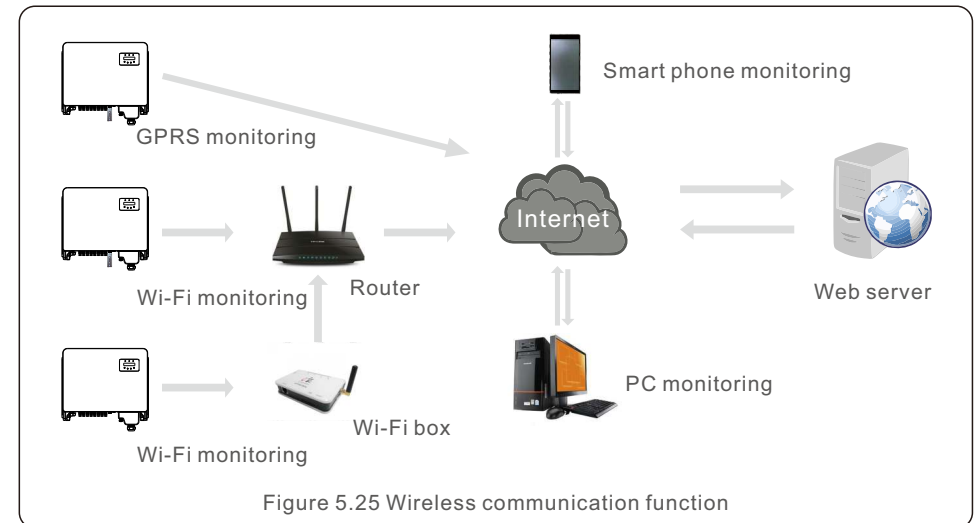 Smart phone monitoring
GPRS monitoring
Internet
Wi-Fi monitoring
Router
Web server
PC monitoring
Wi-Fi box
Wi-Fi monitoring
Figure 5.25 Wireless communication function